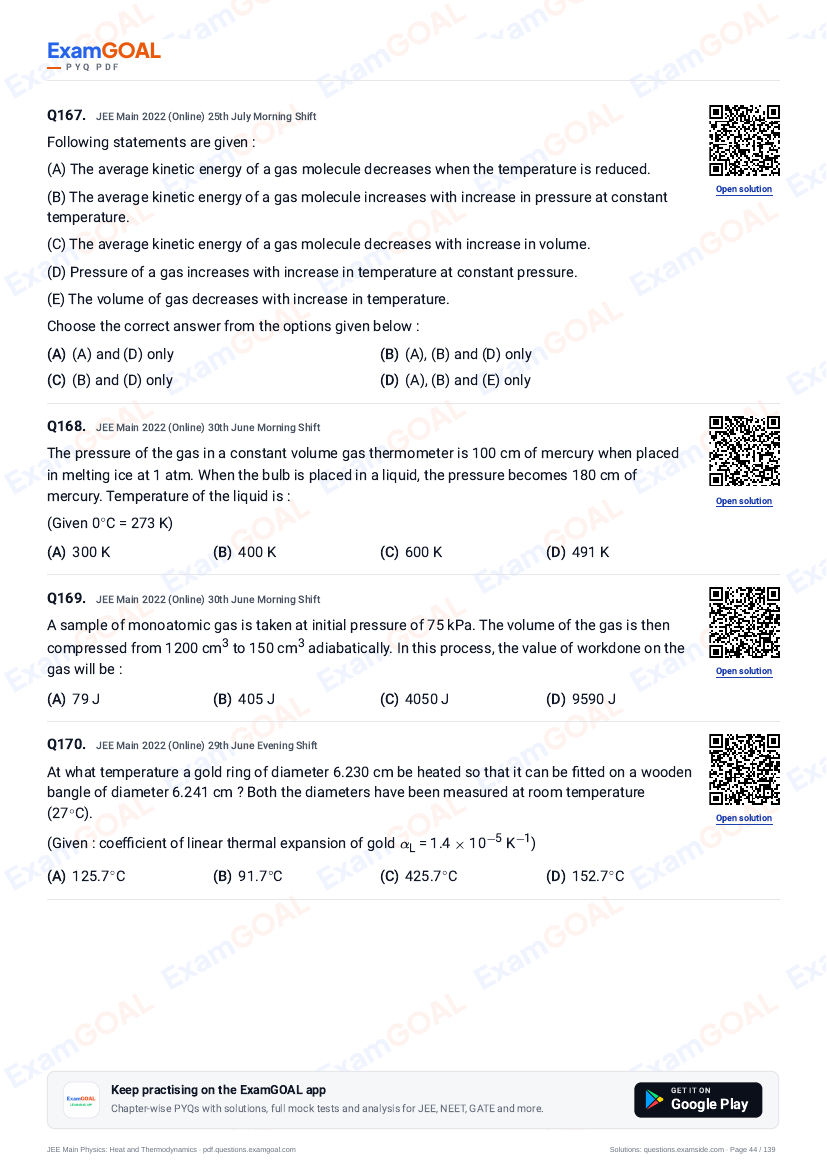 ExamGOAL
PYQ PDF
Q167. JEE Main 2022 (Online) 25th July Morning Shift
Following statements are given :
(A) The average kinetic energy of a gas molecule decreases when the temperature is reduced.
(B) The average kinetic energy of a gas molecule increases with increase in pressure at constant
temperature.
(C) The average kinetic energy of a gas molecule decreases with increase in volume.
(D) Pressure of a gas increases with increase in temperature at constant pressure.
(E) The volume of gas decreases with increase in temperature.
Choose the correct answer from the options given below :
(A) (A) and (D) only (B) (A), (B) and (D) only
(C) (B) and (D) only (D) (A), (B) and (E) only
Open solution
Q168. JEE Main 2022 (Online) 30th June Morning Shift
The pressure of the gas in a constant volume gas thermometer is 100 cm of mercury when placed
in melting ice at 1 atm. When the bulb is placed in a liquid, the pressure becomes 180 cm of
mercury. Temperature of the liquid is :
(Given 0°C = 273 K)
(A) 300 K (B) 400 K (C) 600 K (D) 491 K
Open solution
Q169. JEE Main 2022 (Online) 30th June Morning Shift
A sample of monoatomic gas is taken at initial pressure of 75 kPa. The volume of the gas is then
compressed from 1200 cm³ to 150 cm³ adiabatically. In this process, the value of workdone on the
gas will be :
(A) 79 J (B) 405 J (C) 4050 J (D) 9590 J
Open solution
Q170. JEE Main 2022 (Online) 29th June Evening Shift
At what temperature a gold ring of diameter 6.230 cm be heated so that it can be fitted on a wooden
bangle of diameter 6.241 cm ? Both the diameters have been measured at room temperature
(27°C).
(Given : coefficient of linear thermal expansion of gold α_L = 1.4 × 10⁻⁵ K⁻¹)
(A) 125.7°C (B) 91.7°C (C) 425.7°C (D) 152.7°C
Open solution
Keep practising on the ExamGOAL app
Chapter-wise PYQs with solutions, full mock tests and analysis for JEE, NEET, GATE and more.
GET IT ON
Google Play
JEE Main Physics: Heat and Thermodynamics · pdf.questions.examgoal.com
Solutions: questions.examside.com · Page 44 / 139